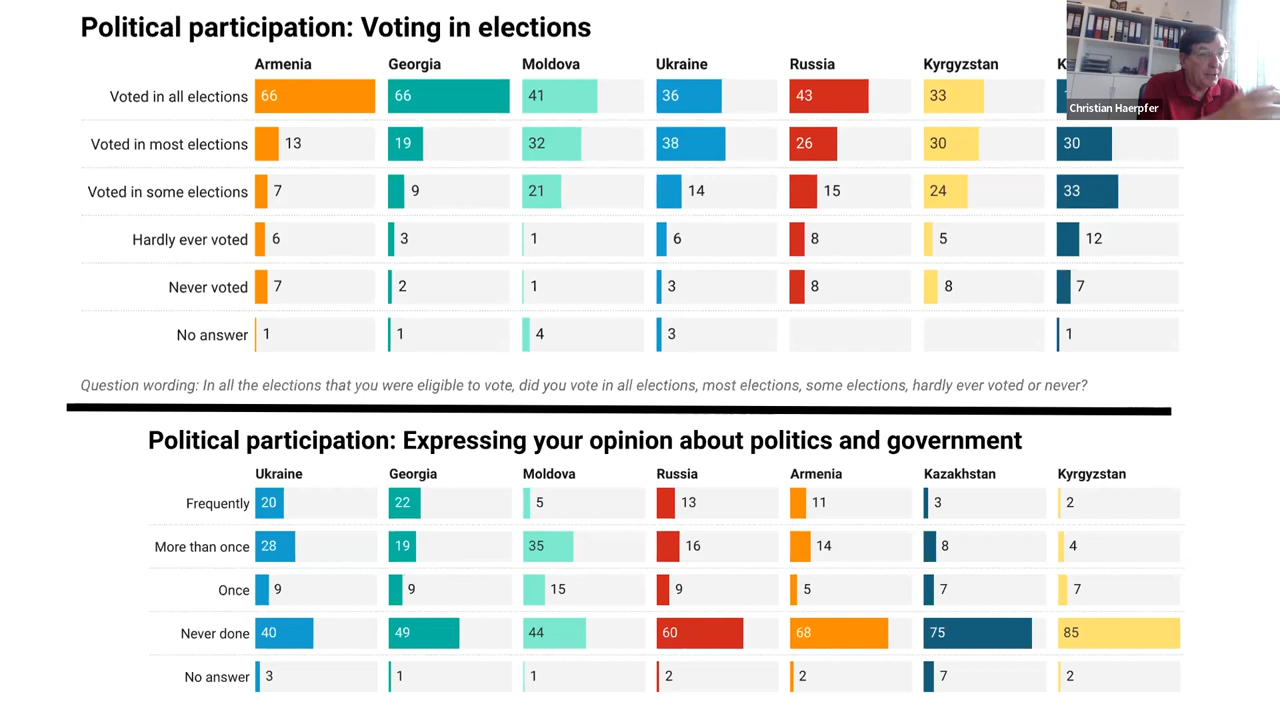 Political participation: Voting in elections
Armenia Georgia Moldova Ukraine Russia Kyrgyzstan
Christian Haerpfer
Voted in all elections 66 66 41 36 43 33
Voted in most elections 13 19 32 38 26 30 30
Voted in some elections 7 9 21 14 15 24 33
Hardly ever voted 6 3 1 6 8 5 12
Never voted 7 2 1 3 8 8 7
No answer 1 1 4 3 1
Question wording: In all the elections that you were eligible to vote, did you vote in all elections, most elections, some elections, hardly ever voted or never?
Political participation: Expressing your opinion about politics and government
Ukraine Georgia Moldova Russia Armenia Kazakhstan Kyrgyzstan
Frequently 20 22 5 13 11 3 2
More than once 28 19 35 16 14 8 4
Once 9 9 15 9 5 7 7
Never done 40 49 44 60 68 75 85
No answer 3 1 1 2 2 7 2